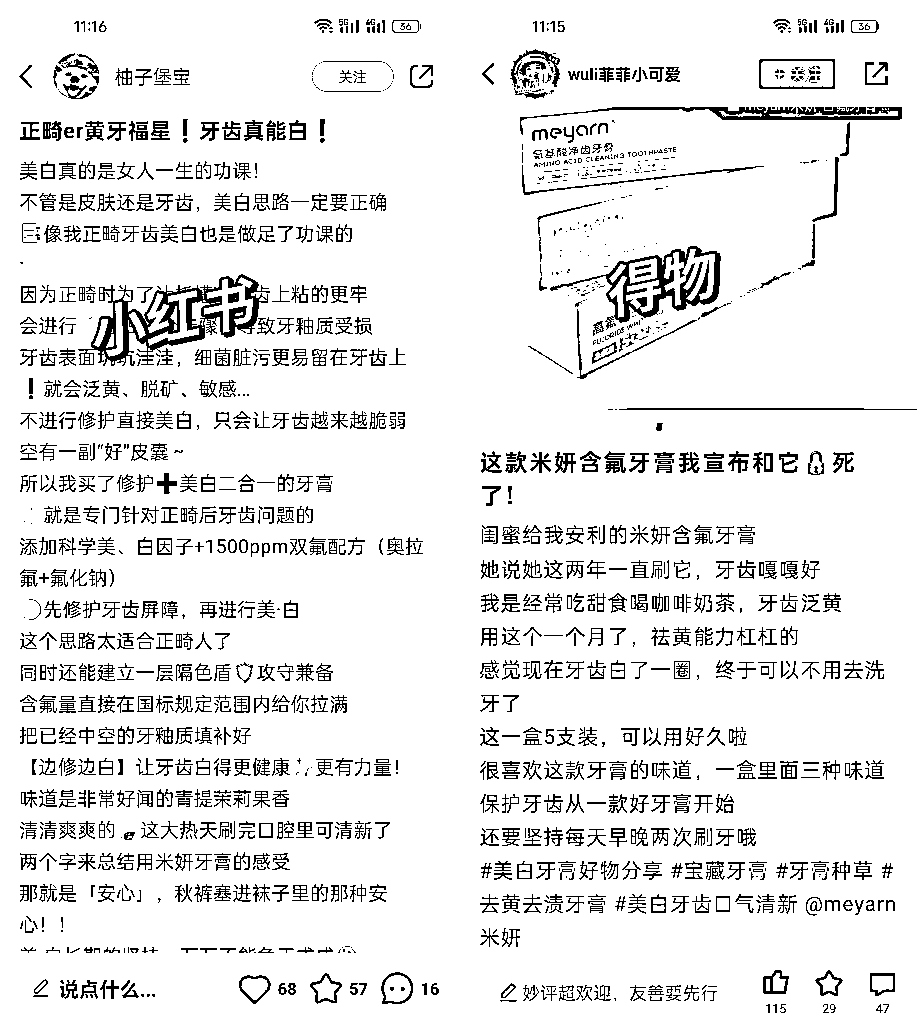 11:16
5G 4G 36
柚子堡宝
关注
正畸er黄牙福星❗牙齿真能白❗
美白真的是女人一生的功课!
不管是皮肤还是牙齿，美白思路一定要正确
像我正畸牙齿美白也是做足了功课的
.
因为正畸时为了让 齿上粘的更牢
会进行 骤 导致牙釉质受损
牙齿表面坑坑洼洼，细菌脏污更易留在牙齿上
❗就会泛黄、脱矿、敏感...
不进行修护直接美白，只会让牙齿越来越脆弱
空有一副"好"皮囊～
所以我买了修护➕美白二合一的牙膏
就是专门针对正畸后牙齿问题的
添加科学美、白因子+1500ppm双氟配方（奥拉
氟+氟化钠）
先修护牙齿屏障，再进行美·白
这个思路太适合正畸人了
同时还能建立一层隔色盾🛡攻守兼备
含氟量直接在国标规定范围内给你拉满
把已经中空的牙釉质填补好
【边修边白】让牙齿白得更健康✨更有力量!
味道是非常好闻的青提茉莉果香
清清爽爽的 这大热天刷完口腔里可清新了
两个字来总结用米妍牙膏的感受
那就是「安心」，秋裤塞进袜子里的那种安
心！！
小红书
说点什么...
68 57 16
11:15
5G 4G 36
wuli菲菲小可爱
+ 关注
meyarn
氨基酸净齿牙膏
AMINO ACID CLEANING TOOTHPASTE
得物
这款米妍含氟牙膏我宣布和它🔒死
了！
闺蜜给我安利的米妍含氟牙膏
她说她这两年一直刷它，牙齿嘎嘎好
我是经常吃甜食喝咖啡奶茶，牙齿泛黄
用这个一个月了，祛黄能力杠杠的
感觉现在牙齿白了一圈，终于可以不用去洗
牙了
这一盒5支装，可以用好久啦
很喜欢这款牙膏的味道，一盒里面三种味道
保护牙齿从一款好牙膏开始
还要坚持每天早晚两次刷牙哦
#美白牙膏好物分享 #宝藏牙膏 #牙膏种草 #
去黄去渍牙膏 #美白牙齿口气清新 @meyarn
米妍
妙评超欢迎，友善要先行
115 29 47